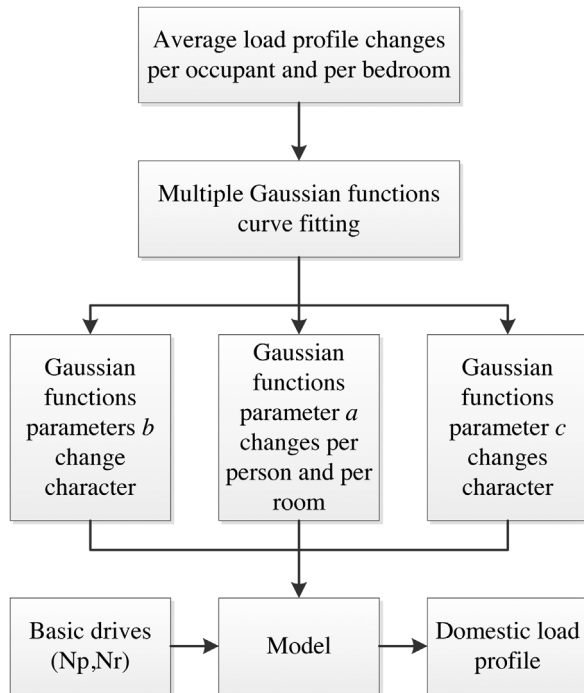 Average load profile changes
per occupant and per bedroom
Multiple Gaussian functions
curve fitting
Gaussian
functions
parameters b
change
character
Gaussian
functions
parameter a
changes per
person and per
room
Gaussian
functions
parameter c
changes
character
Basic drives
(Np,Nr)
Model
Domestic load
profile